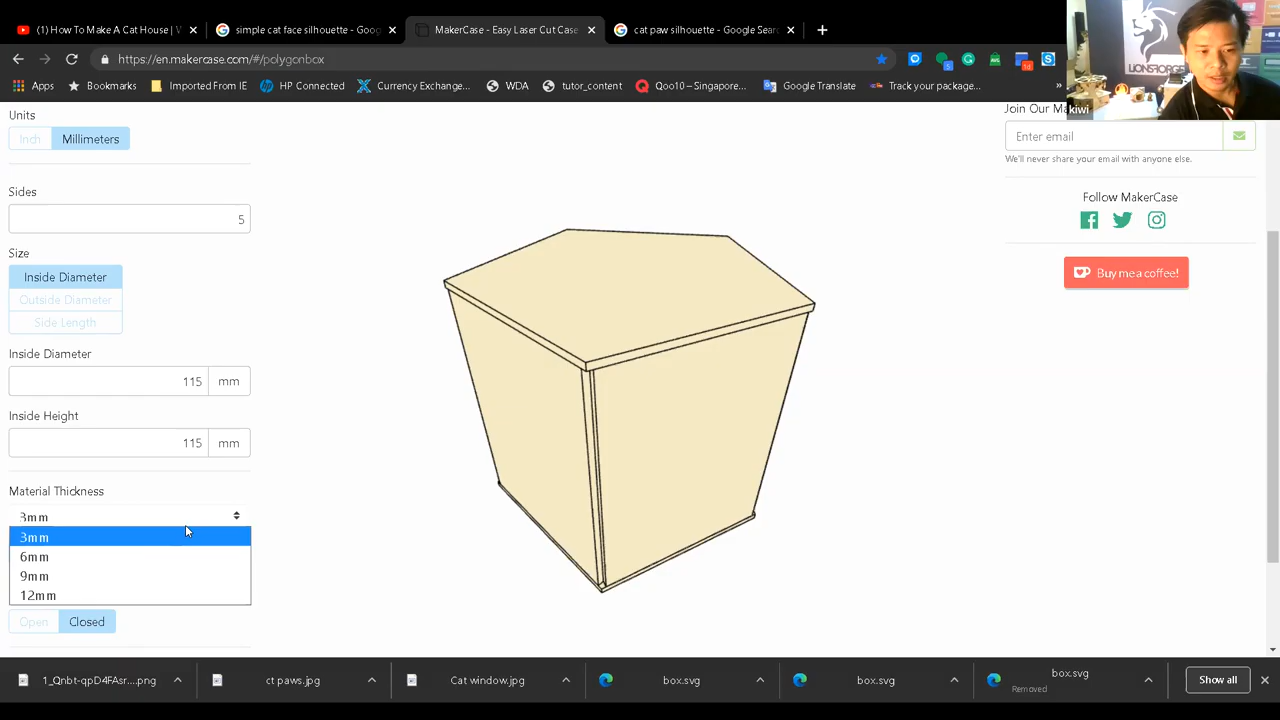 (1) How To Make A Cat House! | V
simple cat face silhouette - Goog
MakerCase - Easy Laser Cut Case
cat paw silhouette - Google Sear
https://en.makercase.com/#/polygonbox
Apps
Bookmarks
Imported From IE
HP Connected
Currency Exchange...
WDA
tutor_content
Qoo10 – Singapore...
Google Translate
Track your package...
»
LIONSFORGE
kiwi
Units
Inch
Millimeters
Sides
5
Size
Inside Diameter
Outside Diameter
Side Length
Inside Diameter
115 mm
Inside Height
115 mm
Material Thickness
3mm
3mm
6mm
9mm
12mm
Open
Closed
Join Our Ma
Enter email
We'll never share your email with anyone else.
Follow MakerCase
Buy me a coffee!
1_Qnbt-qpD4FAsr....png
ct paws.jpg
Cat window.jpg
box.svg
box.svg
box.svg
Removed
Show all